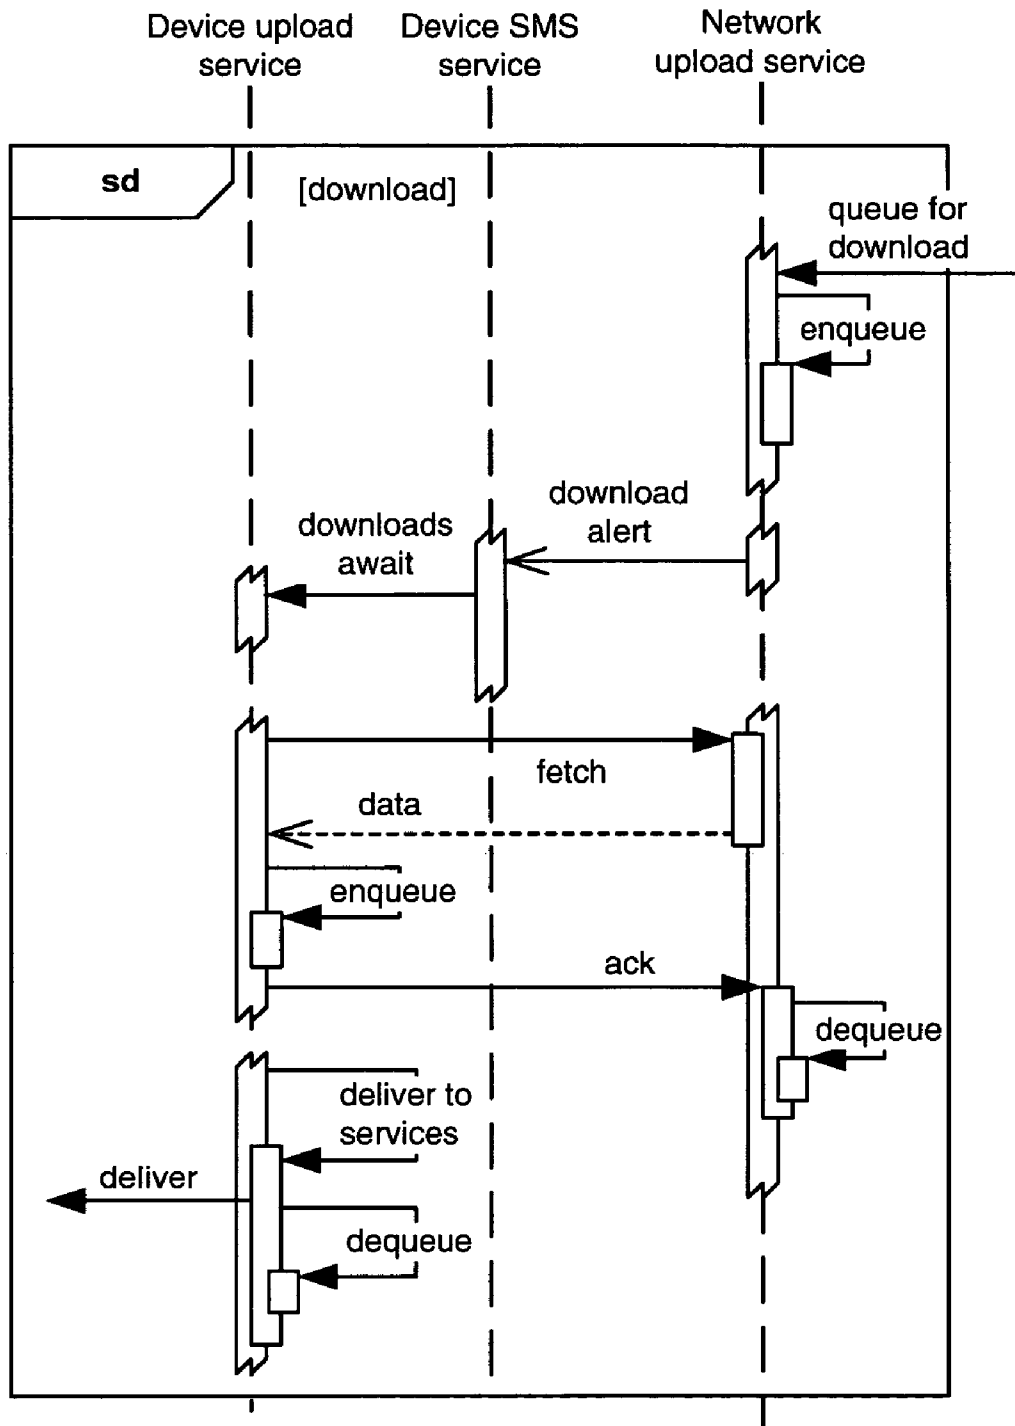 Device upload
service
Device SMS
service
Network
upload service
sd
[download]
queue for
download
enqueue
download
alert
downloads
await
fetch
data
enqueue
ack
dequeue
deliver to
services
deliver
dequeue